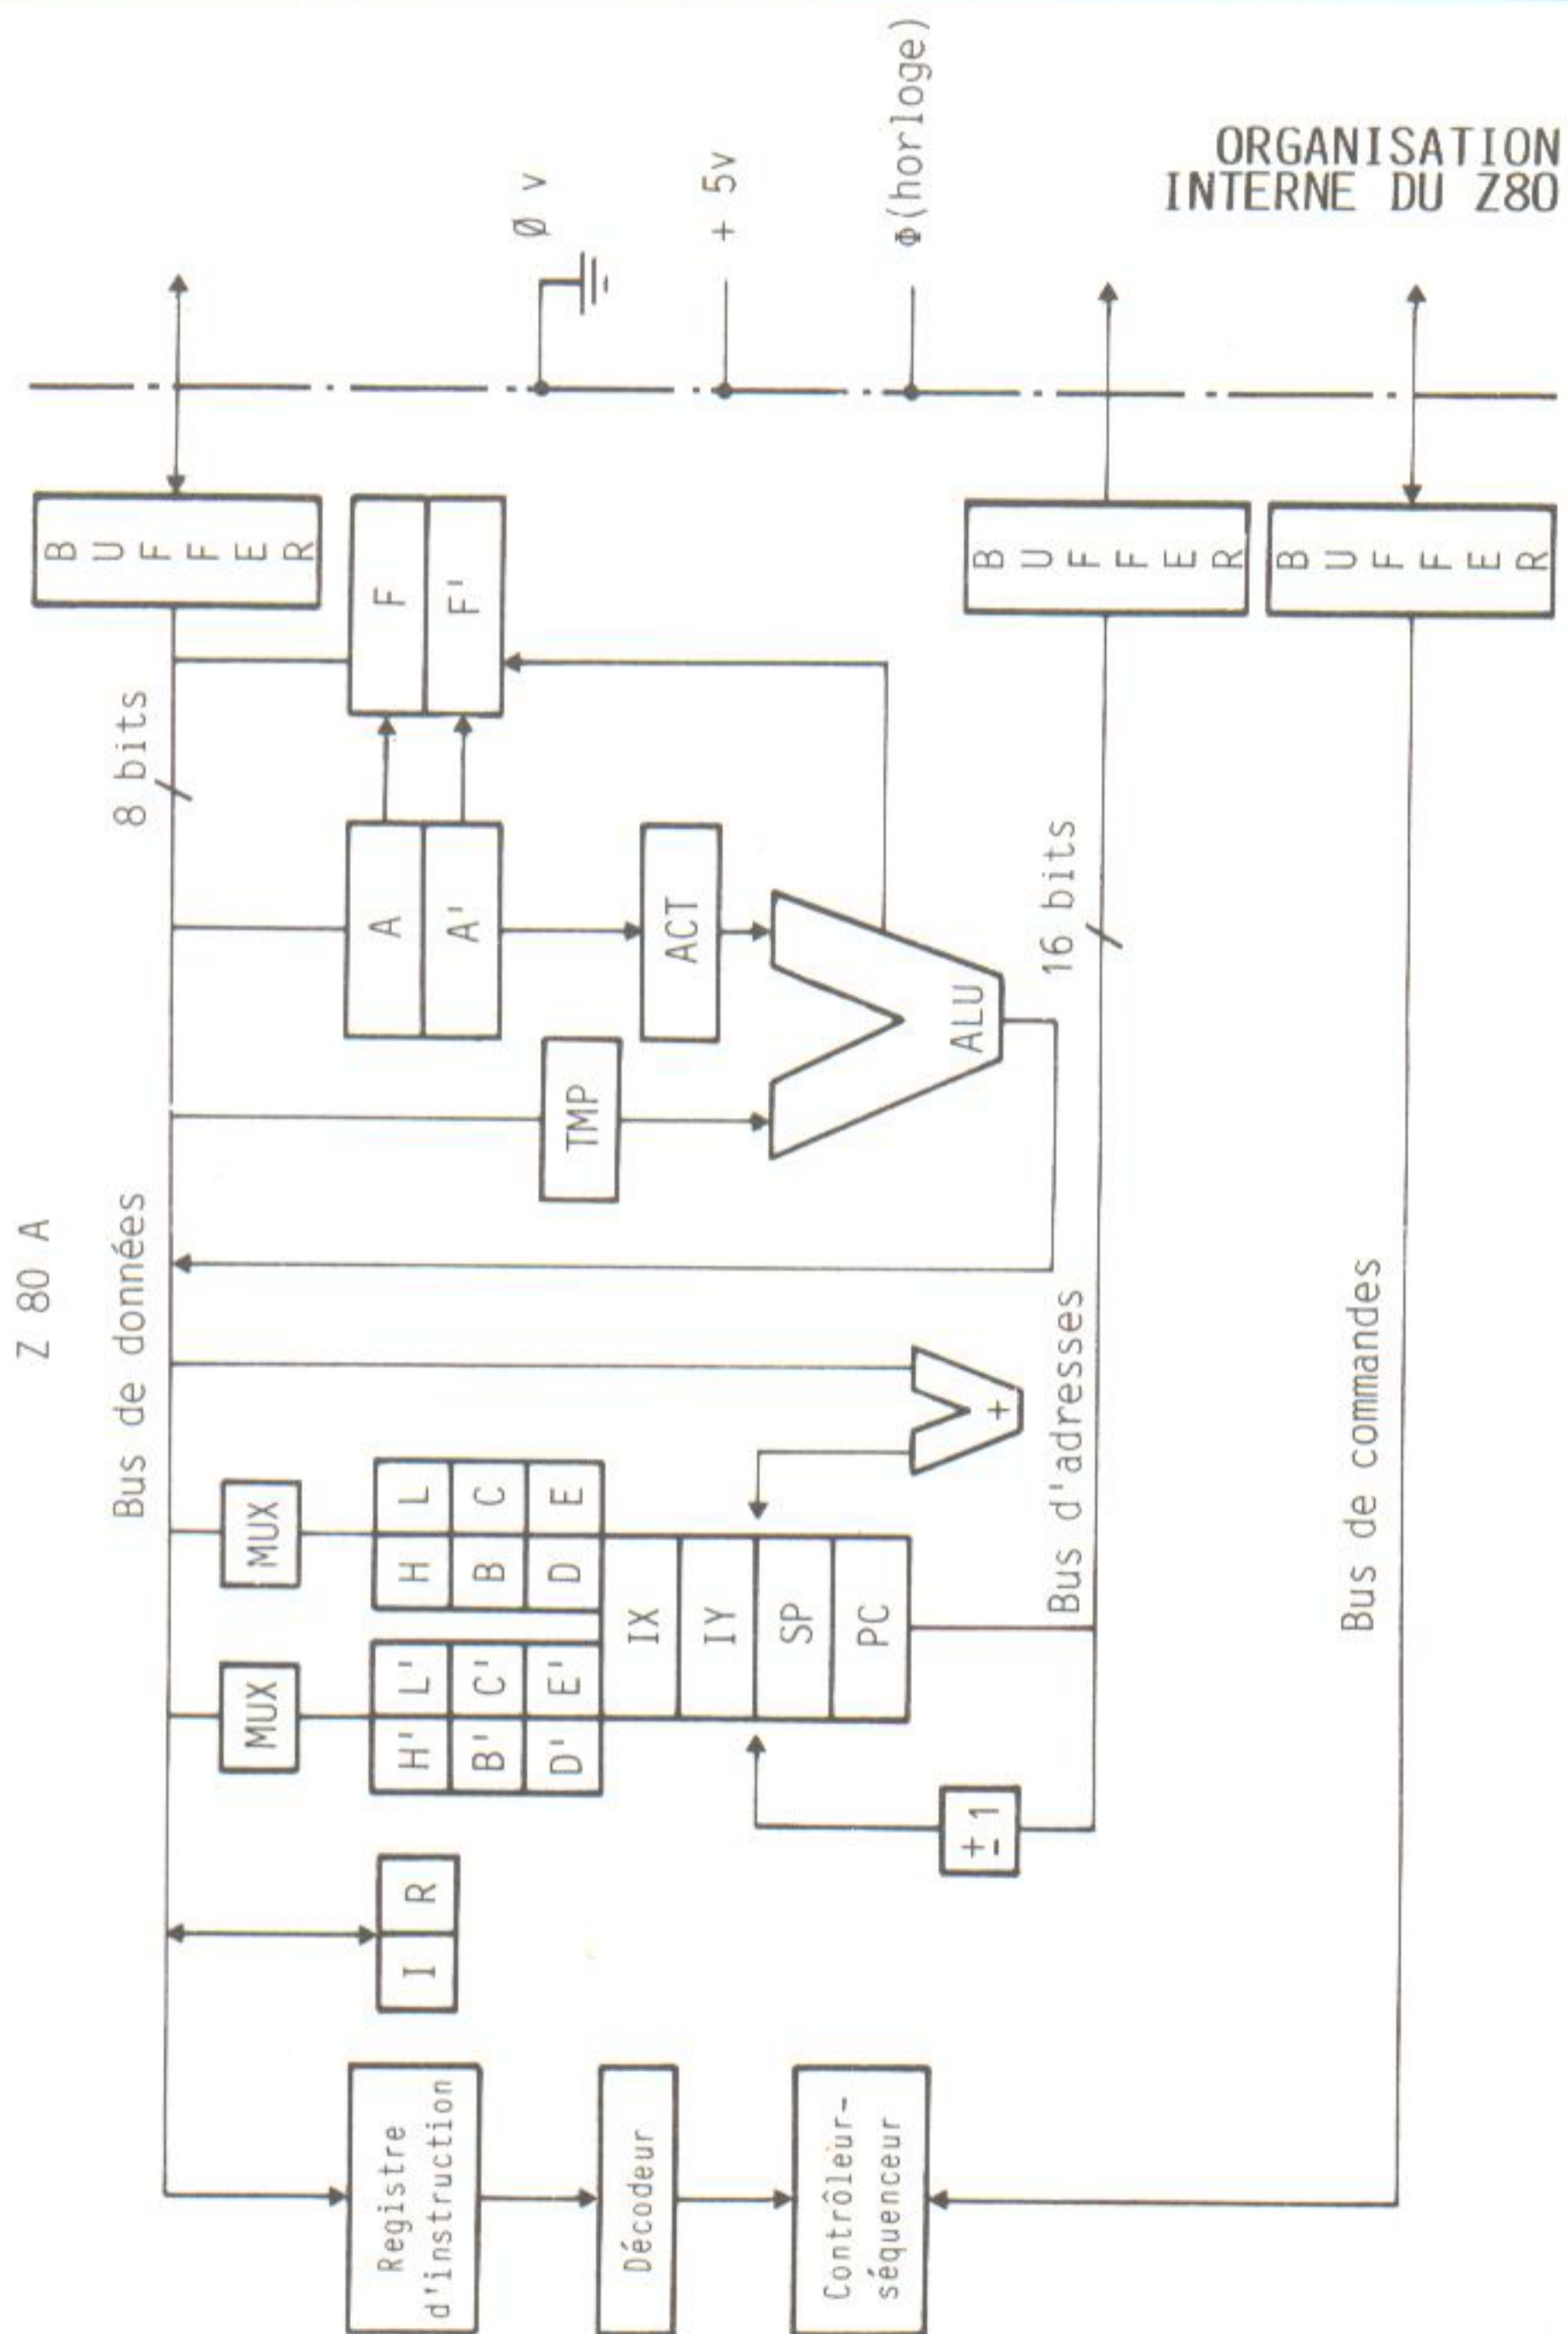 ORGANISATION
INTERNE DU Z80
Z 80 A
Bus de données
8 bits
BUFFER
MUX
MUX
Registre
d'instruction
I R
H' L'
B' C'
D' E'
H L
B C
D E
IX
IY
SP
PC
A
A'
F
F'
TMP
ACT
ALU
Décodeur
Contrôleur-
séquenceur
± 1
+
Ø v
+ 5v
Φ(horloge)
Bus d'adresses
16 bits
BUFFER
Bus de commandes
BUFFER